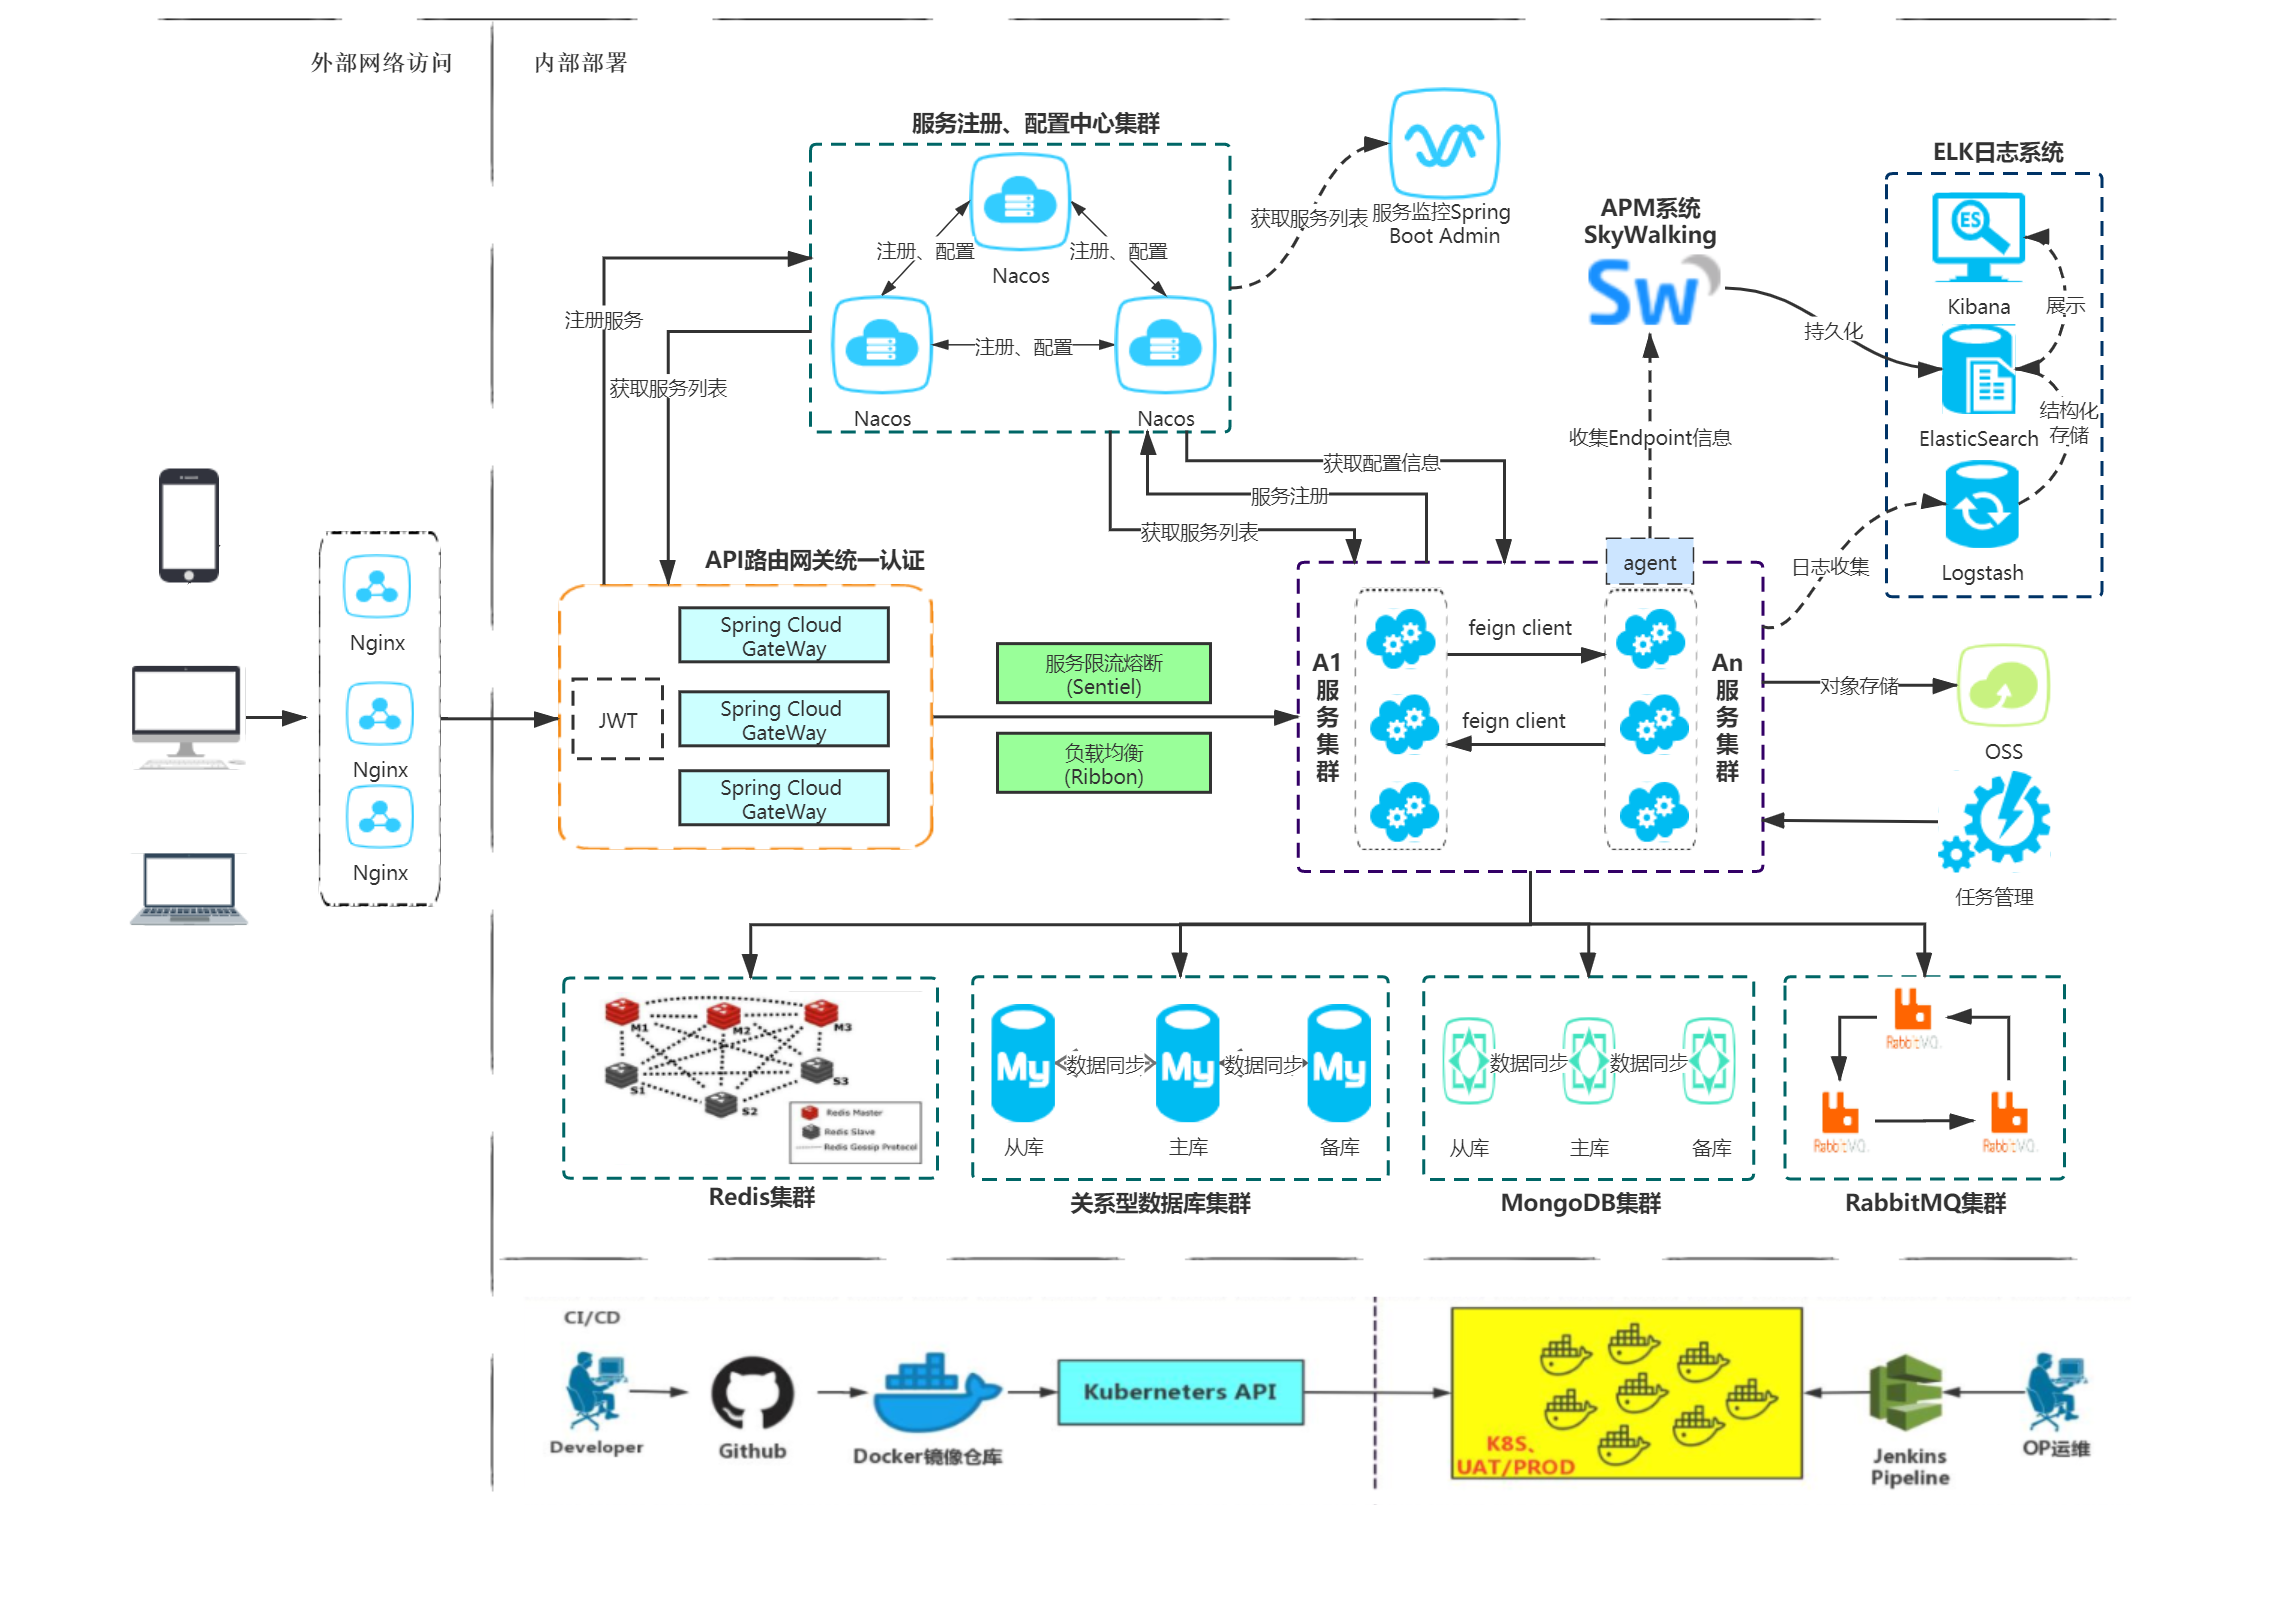 外部网络访问
内部部署
服务注册、配置中心集群
Nacos
注册、配置
注册、配置
注册、配置
Nacos
Nacos
获取服务列表
服务监控Spring
Boot Admin
APM系统
SkyWalking
Sw
持久化
收集Endpoint信息
ELK日志系统
ES
Kibana
展示
ElasticSearch
结构化
存储
Logstash
日志收集
注册服务
获取服务列表
获取配置信息
服务注册
获取服务列表
Nginx
Nginx
Nginx
API路由网关统一认证
JWT
Spring Cloud
GateWay
Spring Cloud
GateWay
Spring Cloud
GateWay
服务限流熔断
(Sentiel)
负载均衡
(Ribbon)
agent
A1
服
务
集
群
feign client
feign client
An
服
务
集
群
对象存储
OSS
任务管理
M1
M2
M3
S1
S2
S3
Redis Master
Redis Slave
Redis Gossip Protocol
Redis集群
My
数据同步
My
数据同步
My
从库
主库
备库
关系型数据库集群
数据同步
数据同步
从库
主库
备库
MongoDB集群
RabbitMQ
RabbitMQ
RabbitMQ
RabbitMQ集群
CI/CD
Developer
Github
Docker镜像仓库
Kuberneters API
K8S、
UAT/PROD
Jenkins
Pipeline
OP运维